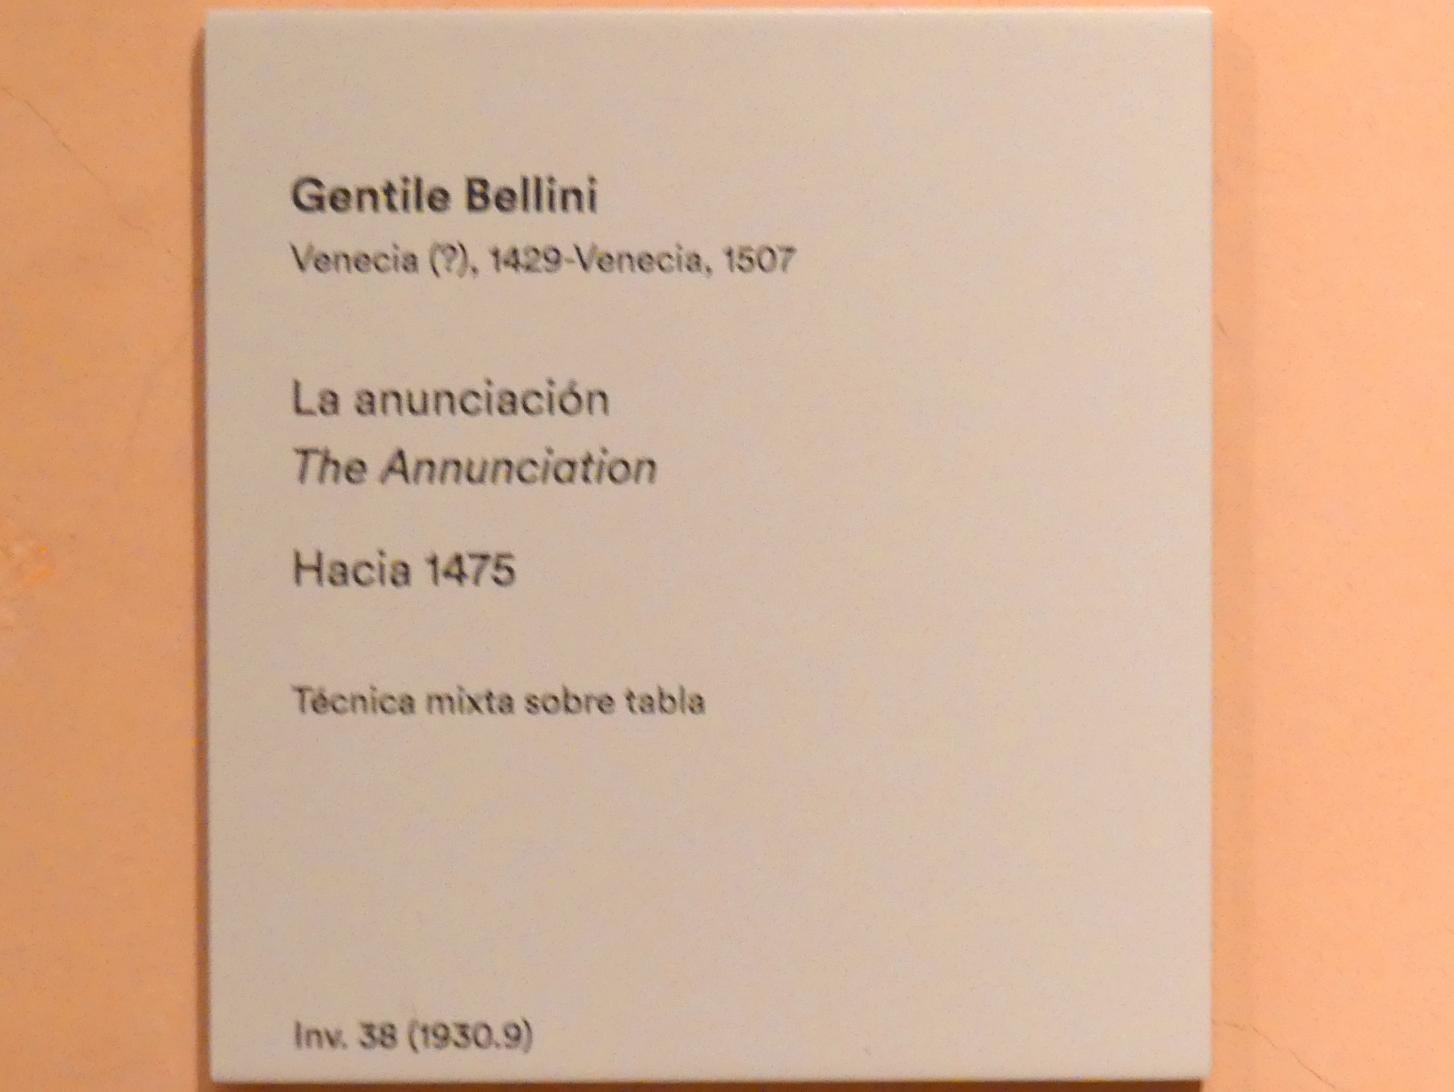 Gentile Bellini
Venecia (?), 1429-Venecia, 1507
La anunciación
The Annunciation
Hacia 1475
Técnica mixta sobre tabla
Inv. 38 (1930.9)